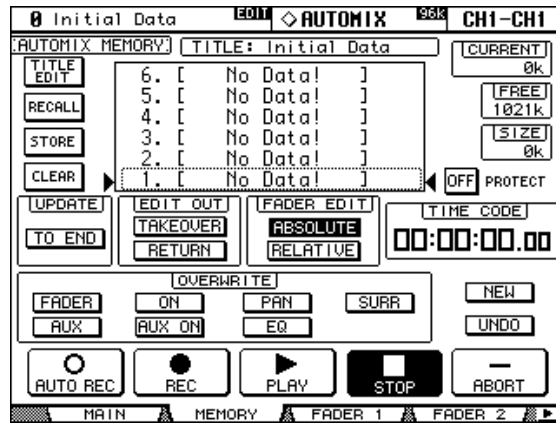 0 Initial Data EDIT ◇AUTOMIX 96K CH1-CH1
AUTOMIX MEMORY TITLE: Initial Data CURRENT
0k
TITLE EDIT
6. [ No Data! ]
5. [ No Data! ]
4. [ No Data! ]
3. [ No Data! ]
2. [ No Data! ]
1. [ No Data! ]
RECALL
STORE
CLEAR
FREE
1021k
SIZE
0k
OFF PROTECT
UPDATE
TO END
EDIT OUT
TAKEOVER
RETURN
FADER EDIT
ABSOLUTE
RELATIVE
TIME CODE
00:00:00.00
OVERWRITE
FADER ON PAN SURR
AUX AUX ON EQ
NEW
UNDO
AUTO REC REC PLAY STOP ABORT
MAIN MEMORY FADER 1 FADER 2